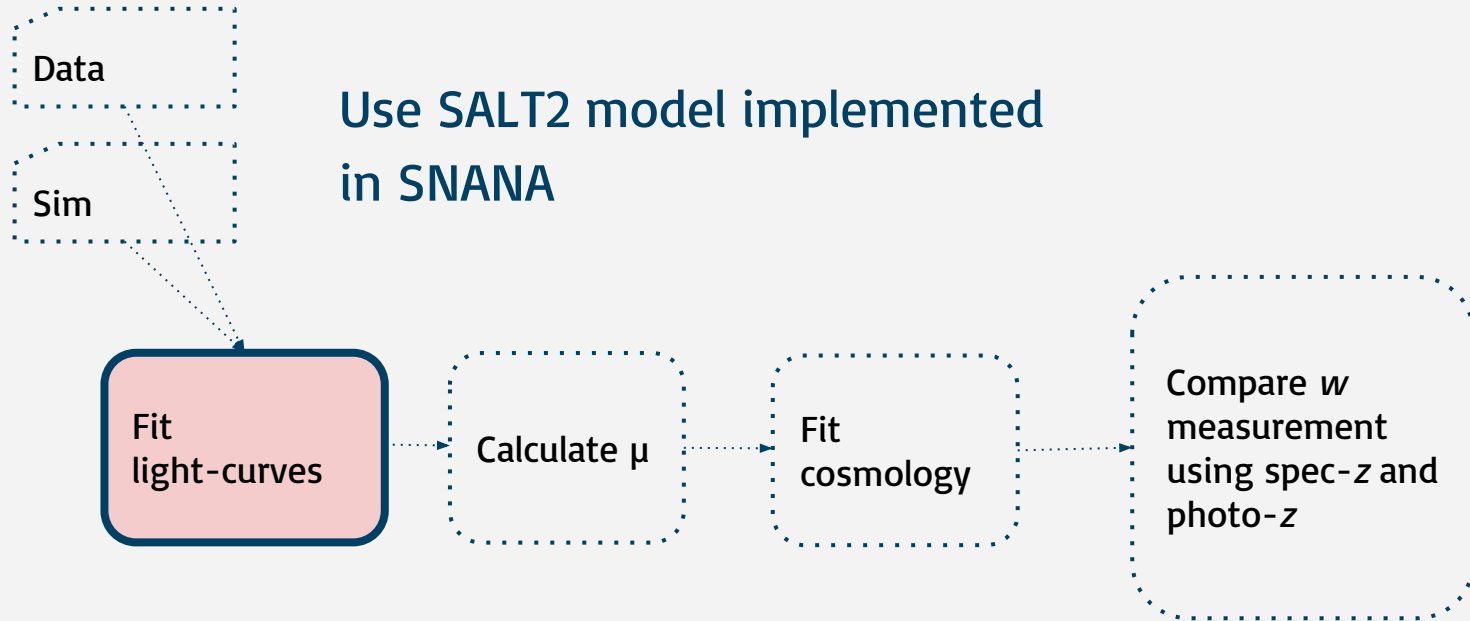 Data
Use SALT2 model implemented
in SNANA
Sim
Fit
light-curves
Calculate μ
Fit
cosmology
Compare w
measurement
using spec-z and
photo-z